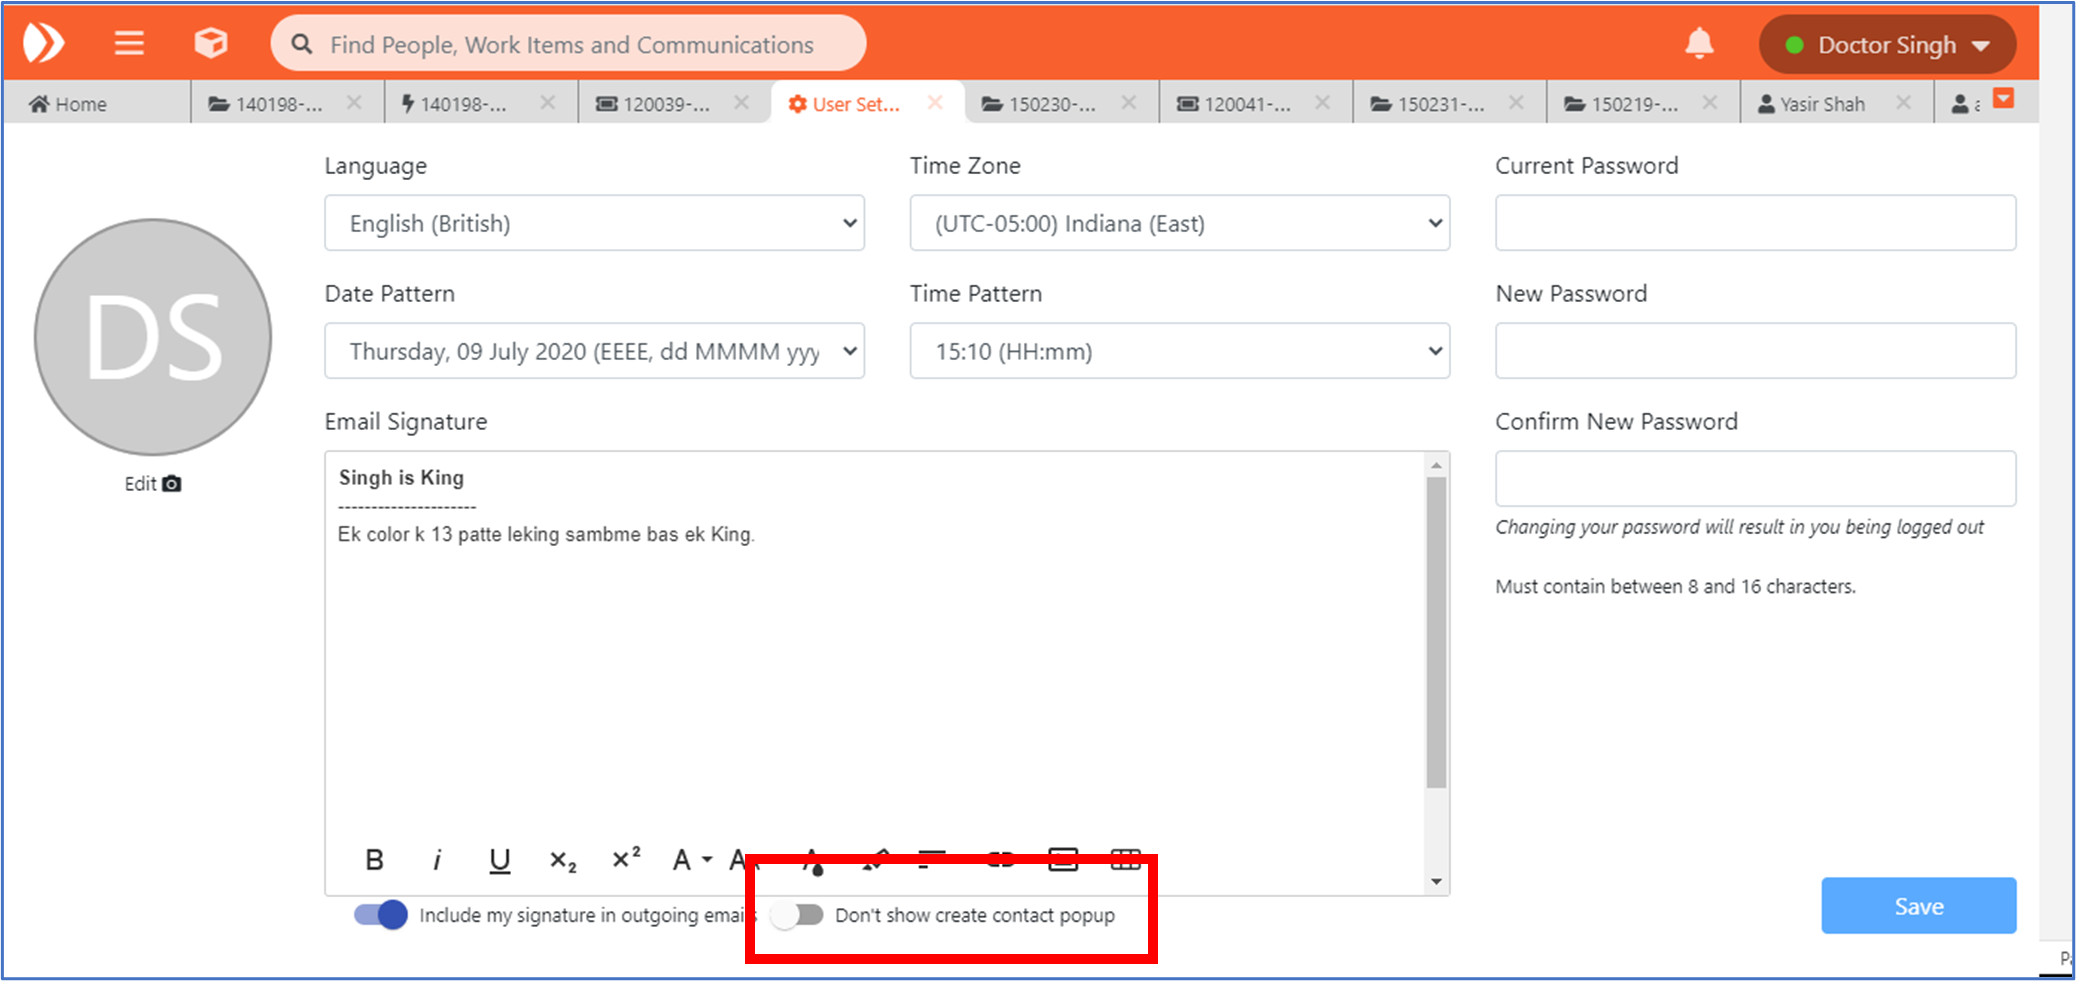 Find People, Work Items and Communications
Doctor Singh
Home
140198-...
140198-...
120039-...
User Set...
150230-...
120041-...
150231-...
150219-...
Yasir Shah
Language
Time Zone
Current Password
English (British)
(UTC-05:00) Indiana (East)
Date Pattern
Time Pattern
New Password
DS
Thursday, 09 July 2020 (EEEE, dd MMMM yyy
15:10 (HH:mm)
Email Signature
Confirm New Password
Edit
Singh is King
---------------------
Ek color k 13 patte leking sambme bas ek King.
Changing your password will result in you being logged out
Must contain between 8 and 16 characters.
B i U ×₂ ×² A
Include my signature in outgoing emails
Don't show create contact popup
Save